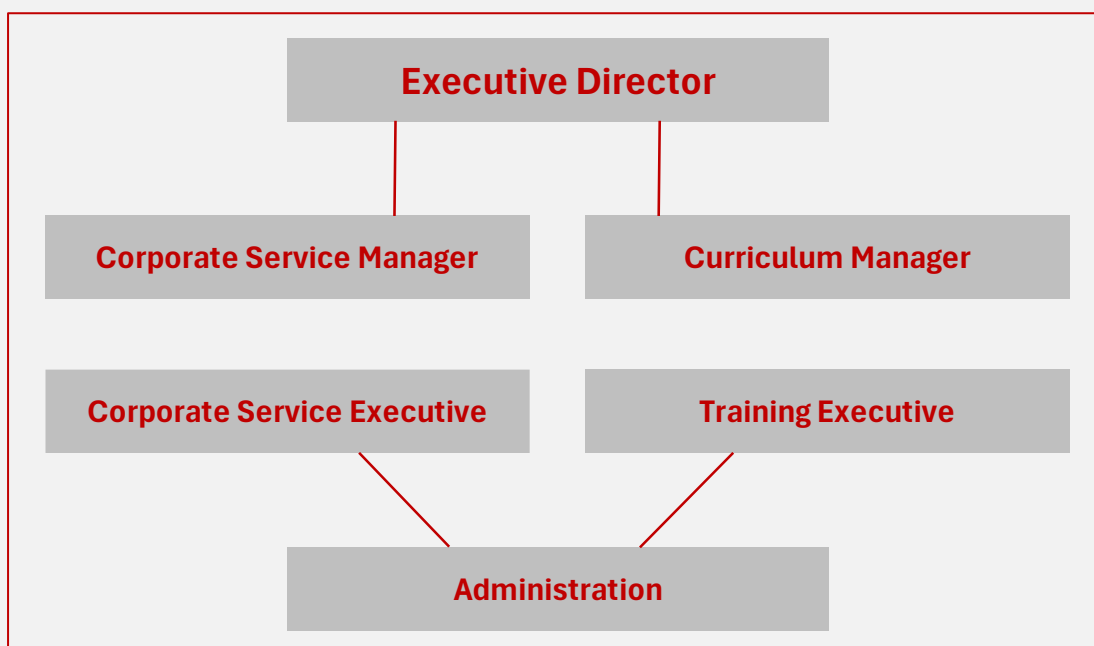 Executive Director
Corporate Service Manager
Curriculum Manager
Corporate Service Executive
Training Executive
Administration